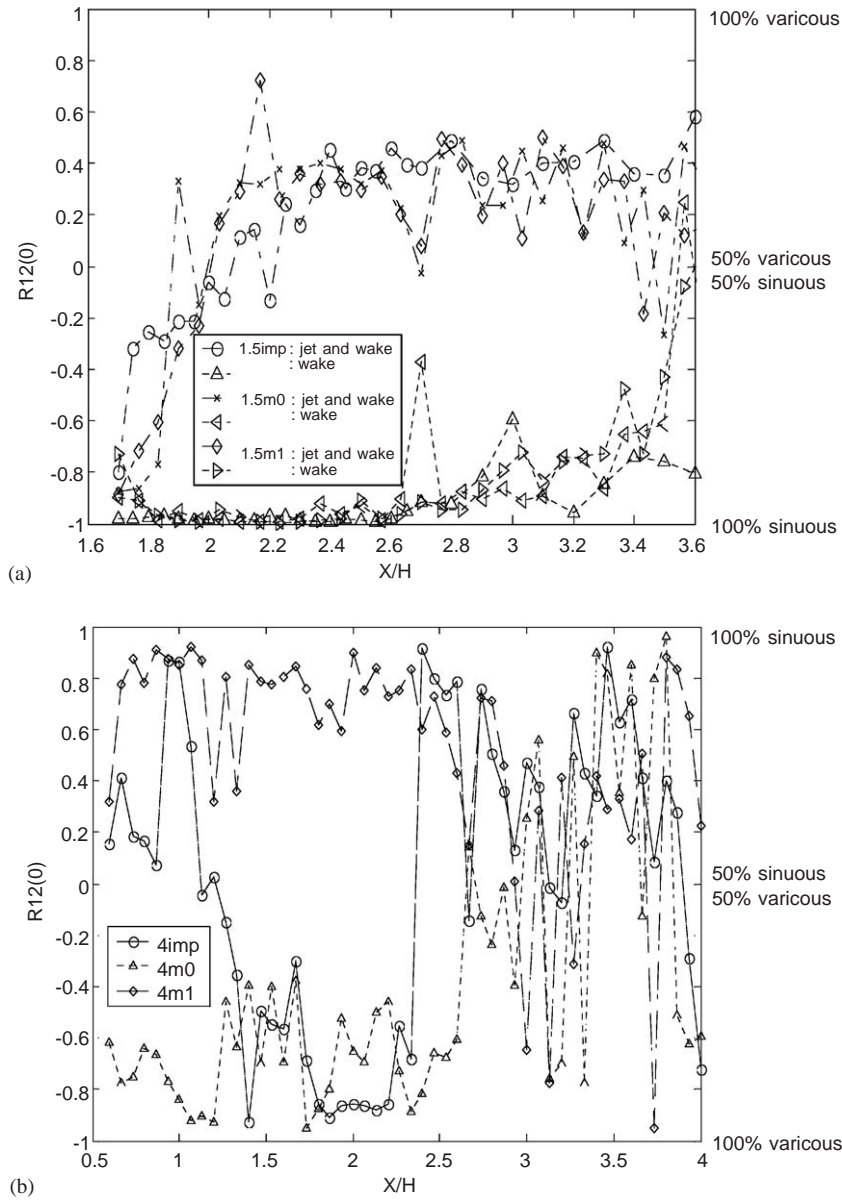 1
0.8
0.6
0.4
0.2
0
-0.2
-0.4
-0.6
-0.8
-1
R12(0)
100% varicous
50% varicous
50% sinuous
100% sinuous
1.5imp : jet and wake
: wake
1.5m0 : jet and wake
: wake
1.5m1 : jet and wake
: wake
1.6 1.8 2 2.2 2.4 2.6 2.8 3 3.2 3.4 3.6
X/H
(a)
1
0.8
0.6
0.4
0.2
0
-0.2
-0.4
-0.6
-0.8
-1
R12(0)
100% sinuous
50% sinuous
50% varicous
100% varicous
4imp
4m0
4m1
0.5 1 1.5 2 2.5 3 3.5 4
X/H
(b)